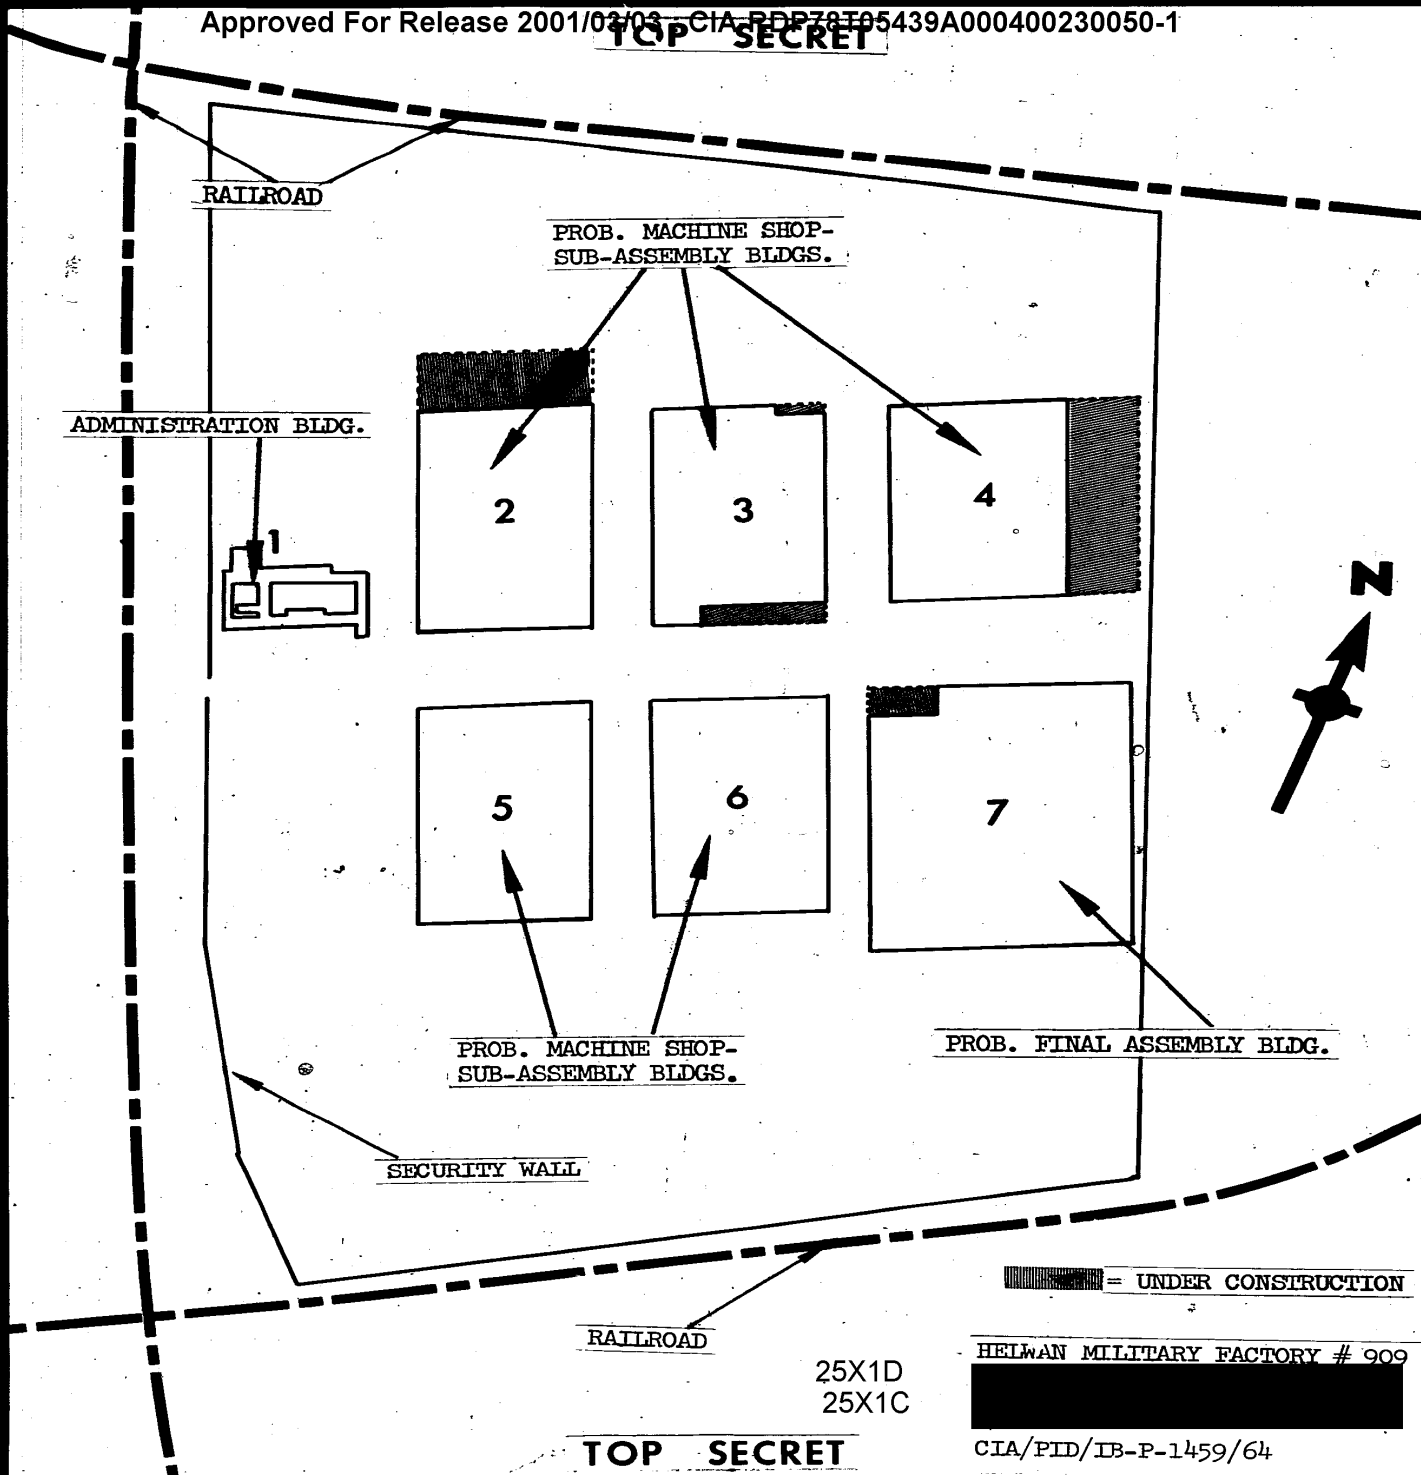 Approved For Release 2001/03/03 : CIA-RDP78T05439A000400230050-1
TOP SECRET
RAILROAD
PROB. MACHINE SHOP-
SUB-ASSEMBLY BLDGS.
ADMINISTRATION BLDG.
1
2
3
4
N
5
6
7
PROB. MACHINE SHOP-
SUB-ASSEMBLY BLDGS.
PROB. FINAL ASSEMBLY BLDG.
SECURITY WALL
= UNDER CONSTRUCTION
RAILROAD
HELWAN MILITARY FACTORY # 909
25X1D
25X1C
TOP SECRET
CIA/PID/IB-P-1459/64